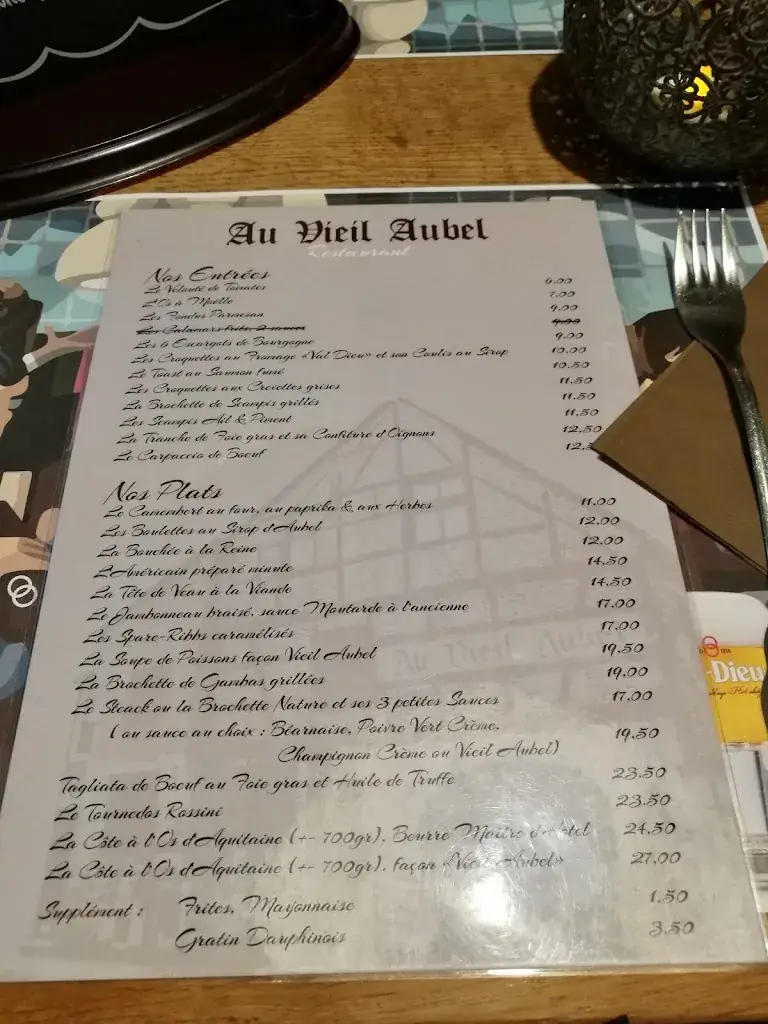 Au Vieil Aubel
Restaurant
Nos Entrées
Le Velouté de Tomates 6.00
L'Os à Moëlle 7.00
Les Fondus Parmesan 9.00
Les Calamars frits, 2 sauces 9.00
Les 6 Escargots de Bourgogne 9.00
Les Croquettes au Fromage «Val Dieu» et son Coulis au Sirop 10.00
Le Toast au Saumon fumé 10.50
Les Croquettes aux Crevettes grises 11.50
La Brochette de Scampis grillés 11.50
Les Scampis Ail & Piment 11.50
La Tranche de Foie gras et sa Confiture d'Oignons 12.50
Le Carpaccio de Boeuf
Nos Plats
Le Camembert au four, au paprika & aux Herbes 11.00
Les Boulettes au Sirop d'Aubel 12.00
La Bouchée à la Reine 12.00
L'Américain préparé minute 14.50
La Tête de Veau à la Viande 14.50
Le Jambonneau braisé, sauce Moutarde à l'ancienne 17.00
Les Spare-Ribbs caramélisés 17.00
La Soupe de Poissons façon Vieil Aubel 19.50
La Brochette de Gambas grillées 19.00
Le Steack ou la Brochette Nature et ses 3 petites Sauces 17.00
(ou sauce au choix : Béarnaise, Poivre Vert Crème, 19.50
Champignon Crème ou Vieil Aubel)
Tagliata de Boeuf au Foie gras et Huile de Truffe 23.50
Le Tournedos Rossini 23.50
La Côte à l'Os d'Aquitaine (+- 700gr), Beurre Maître d'Hôtel 24.50
La Côte à l'Os d'Aquitaine (+- 700gr), façon «Vieil Aubel» 27.00
Supplément : Frites, Mayonnaise 1.50
Gratin Dauphinois 3.50
Au Vieil Aubel
-Dieu